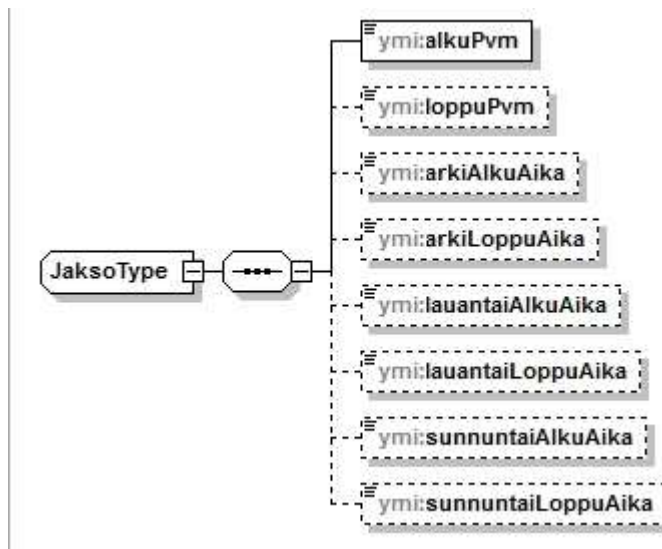 ymi:alkuPvm
ymi:loppuPvm
ymi:arkiAlkuAika
ymi:arkiLoppuAika
JaksoType
ymi:lauantaiAlkuAika
ymi:lauantaiLoppuAika
ymi:sunnuntaiAlkuAika
ymi:sunnuntaiLoppuAika